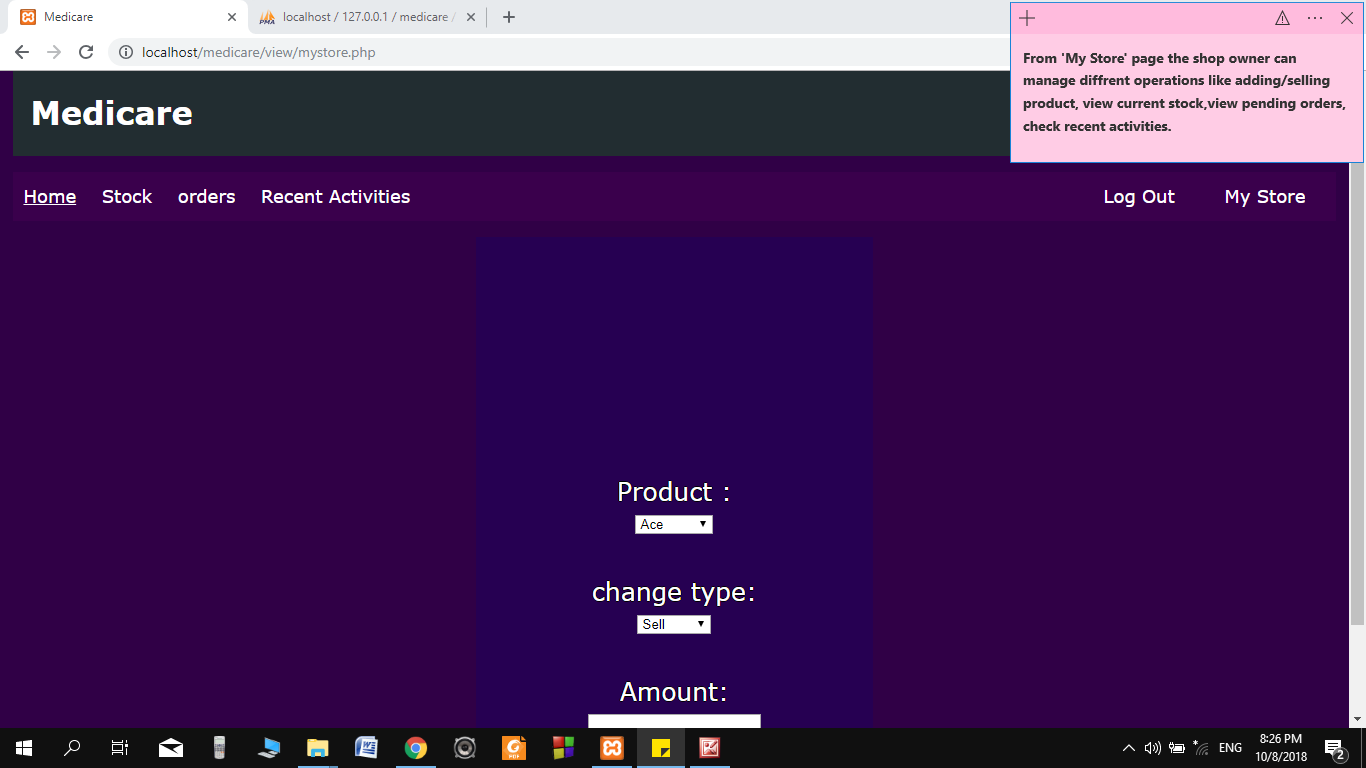 Medicare
localhost / 127.0.0.1 / medicare /
localhost/medicare/view/mystore.php
From 'My Store' page the shop owner can
manage diffrent operations like adding/selling
product, view current stock,view pending orders,
check recent activities.
Medicare
Home Stock orders Recent Activities Log Out My Store
Product :
Ace
change type:
Sell
Amount:
ENG
8:26 PM
10/8/2018
2